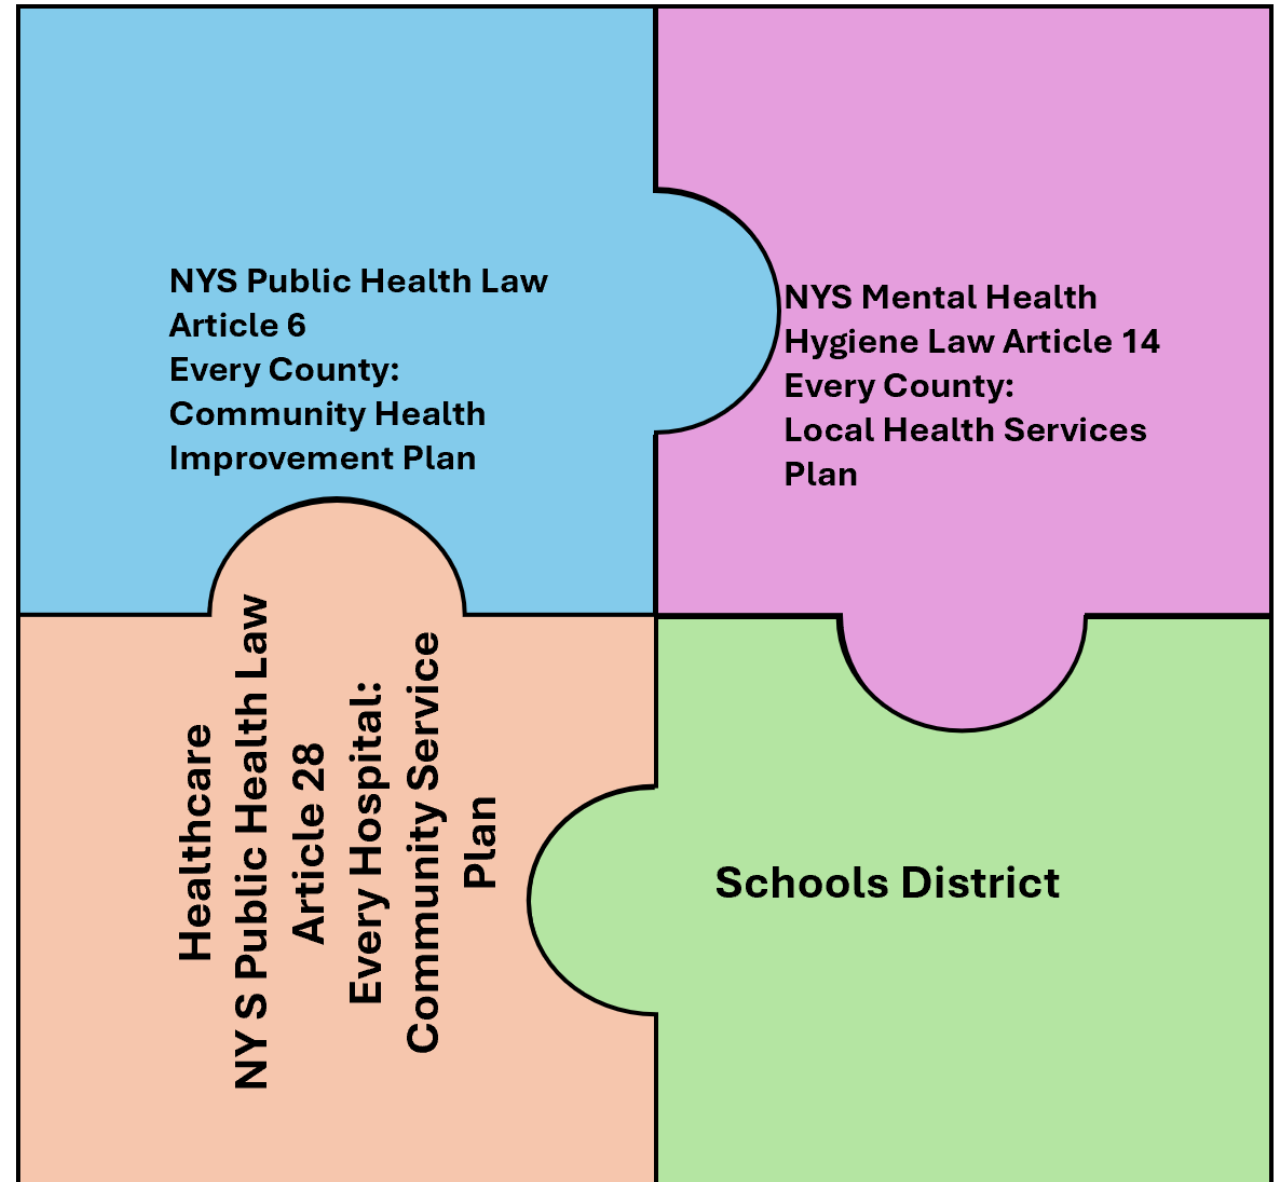 NYS Public Health Law
Article 6
Every County:
Community Health
Improvement Plan
NYS Mental Health
Hygiene Law Article 14
Every County:
Local Health Services
Plan
Healthcare
NY S Public Health Law
Article 28
Every Hospital:
Community Service
Plan
Schools District